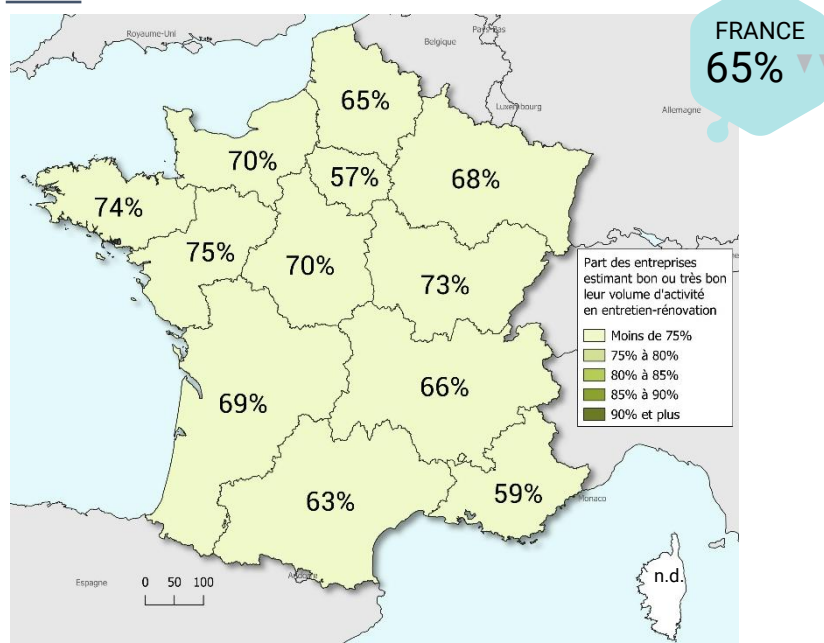 FRANCE
65%
Royaume-Uni
Belgique
Pays-Bas
Luxembourg
Allemagne
65%
70%
57%
68%
74%
75%
70%
73%
Part des entreprises
estimant bon ou très bon
leur volume d'activité
en entretien-rénovation
Moins de 75%
75% à 80%
80% à 85%
85% à 90%
90% et plus
69%
66%
63%
59%
Monaco
Espagne
0 50 100
Andorre
n.d.